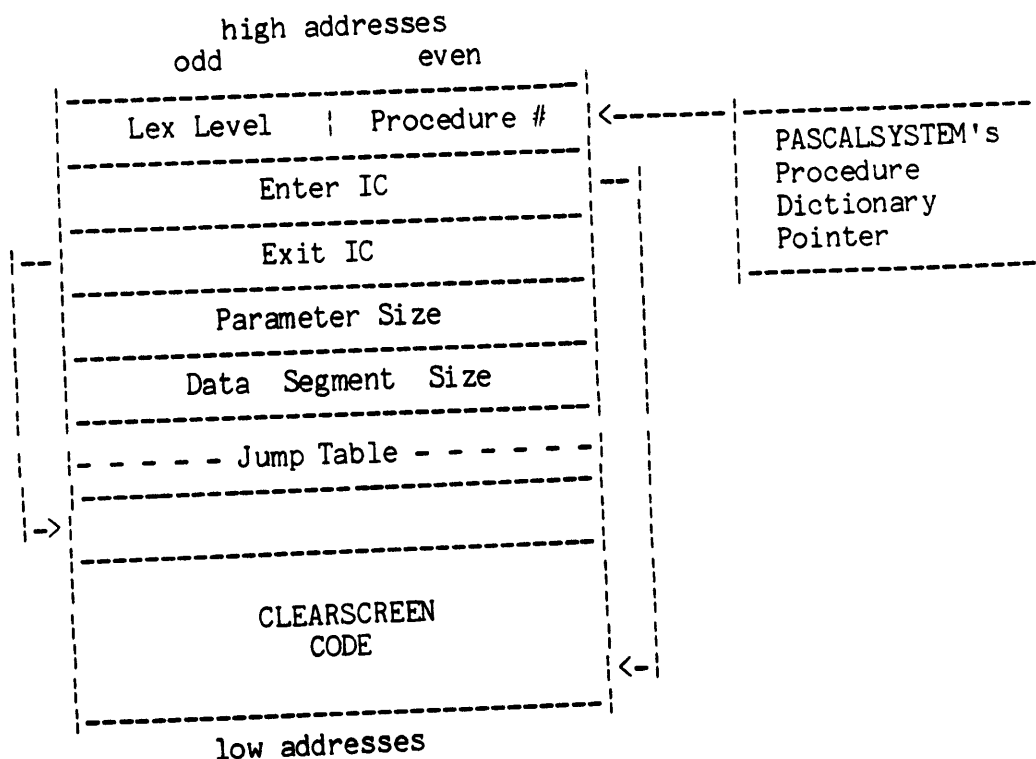 high addresses
odd even
Lex Level | Procedure #
PASCALSYSTEM's
Enter IC
Procedure
Dictionary
Exit IC
Pointer
Parameter Size
Data Segment Size
Jump Table
CLEARSCREEN
CODE
low addresses